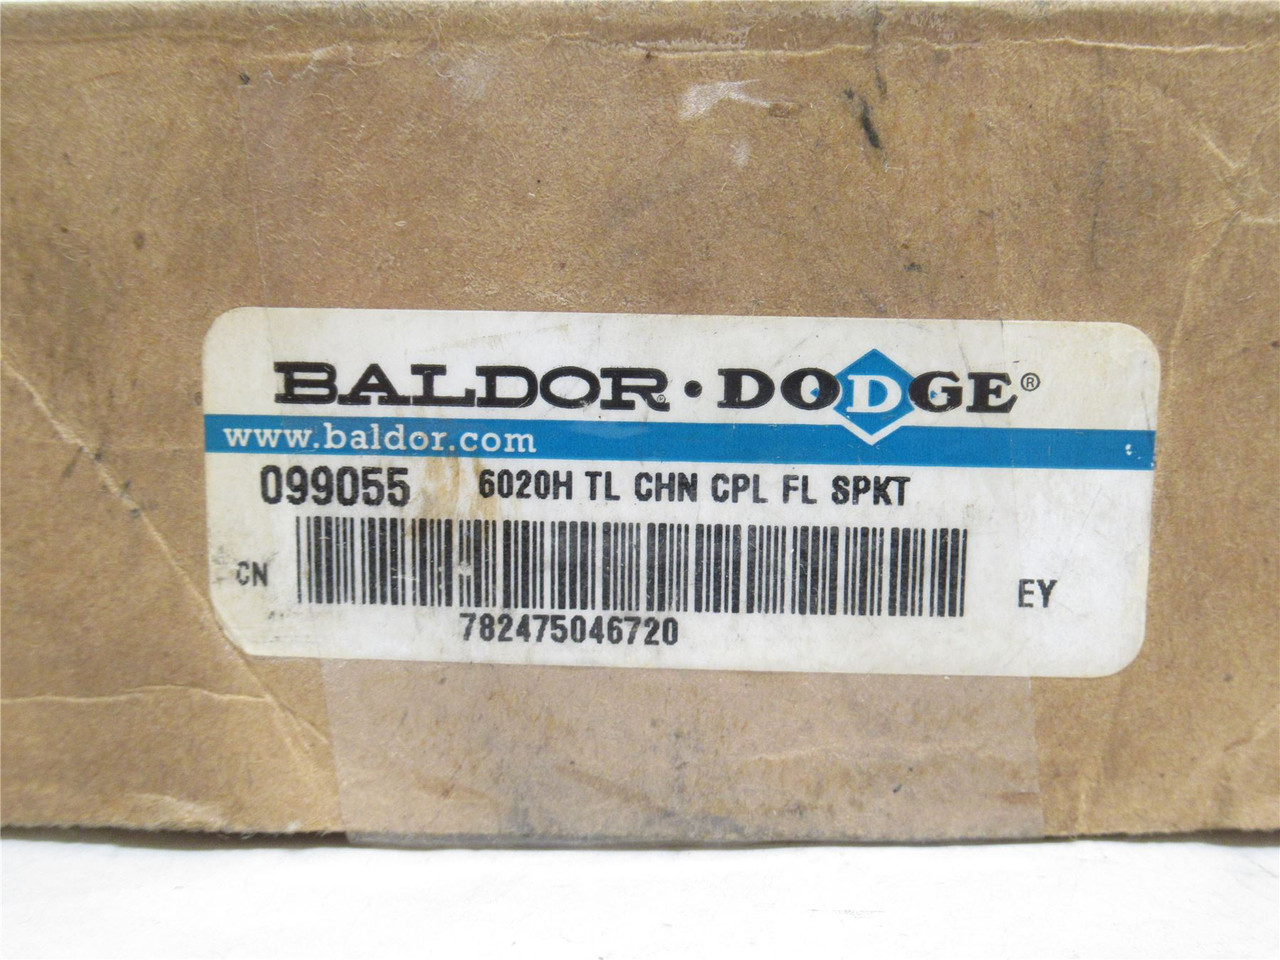 BALDOR • DODGE®
www.baldor.com
099055 6020H TL CHN CPL FL SPKT
CN EY
782475046720